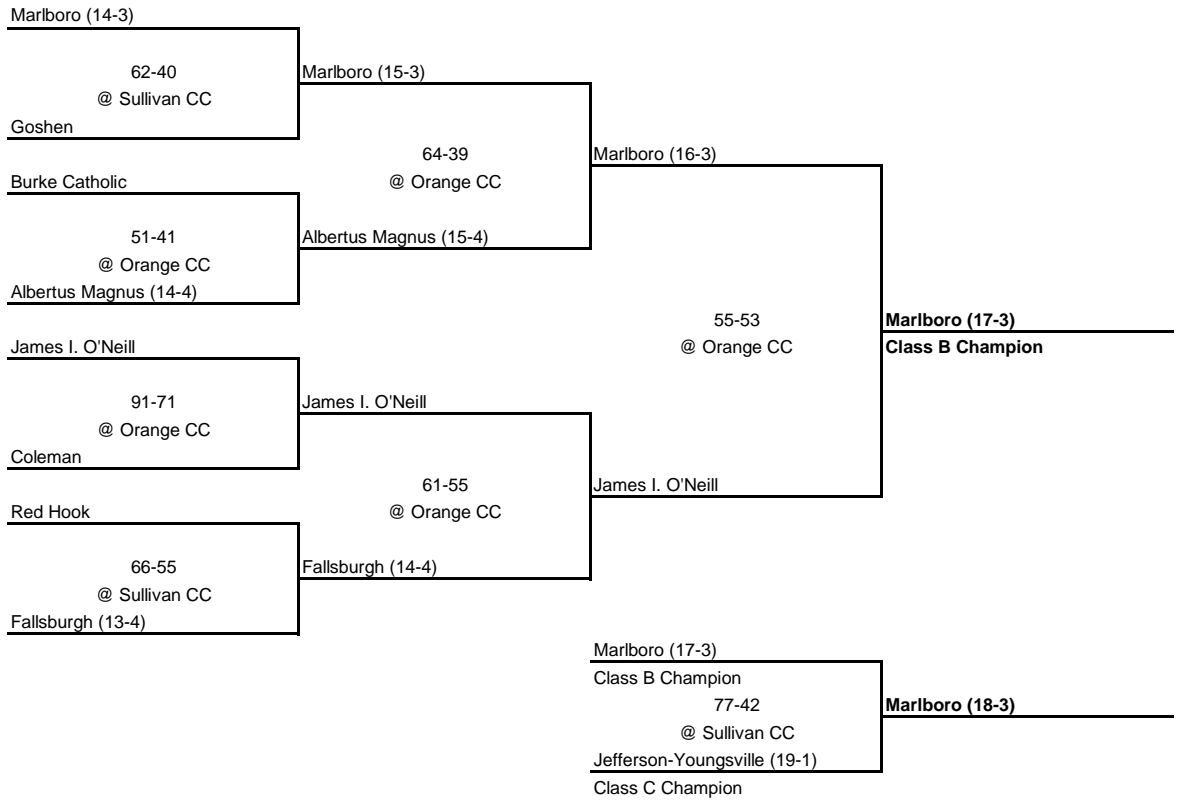 Marlboro (14-3)
62-40
@ Sullivan CC
Marlboro (15-3)
Goshen
64-39
@ Orange CC
Marlboro (16-3)
Burke Catholic
51-41
@ Orange CC
Albertus Magnus (15-4)
Albertus Magnus (14-4)
55-53
@ Orange CC
Marlboro (17-3)
Class B Champion
James I. O'Neill
91-71
@ Orange CC
James I. O'Neill
Coleman
61-55
@ Orange CC
James I. O'Neill
Red Hook
66-55
@ Sullivan CC
Fallsburgh (14-4)
Fallsburgh (13-4)
Marlboro (17-3)
Class B Champion
77-42
@ Sullivan CC
Marlboro (18-3)
Jefferson-Youngsville (19-1)
Class C Champion